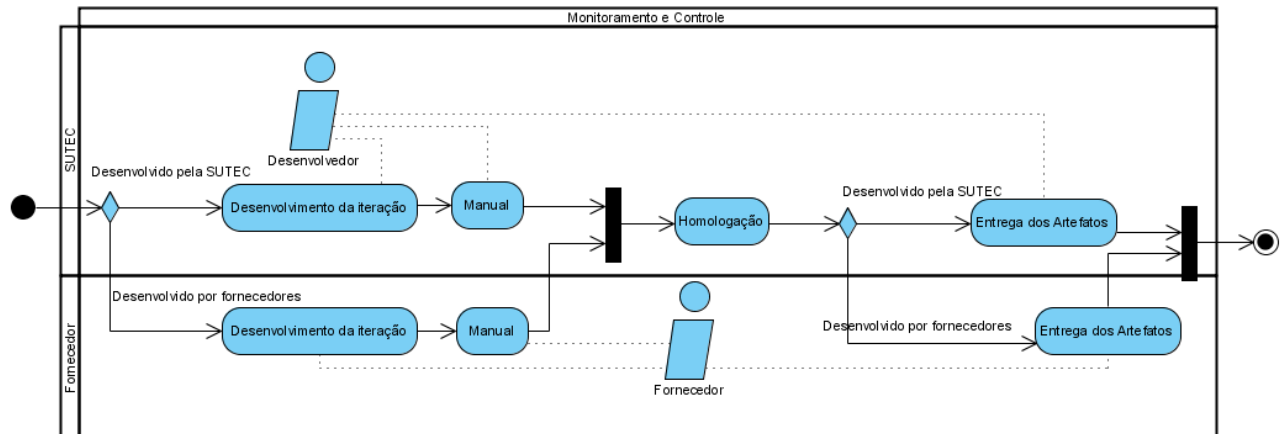 Monitoramento e Controle
SUTEC
Desenvolvedor
Desenvolvido pela SUTEC
Desenvolvimento da iteração
Manual
Homologação
Desenvolvido pela SUTEC
Entrega dos Artefatos
Fornecedor
Desenvolvido por fornecedores
Desenvolvimento da iteração
Manual
Fornecedor
Desenvolvido por fornecedores
Entrega dos Artefatos